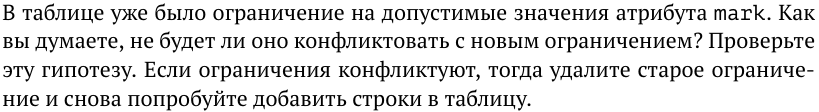 В таблице уже было ограничение на допустимые значения атрибута mark. Как
вы думаете, не будет ли оно конфликтовать с новым ограничением? Проверьте
эту гипотезу. Если ограничения конфликтуют, тогда удалите старое ограниче-
ние и снова попробуйте добавить строки в таблицу.